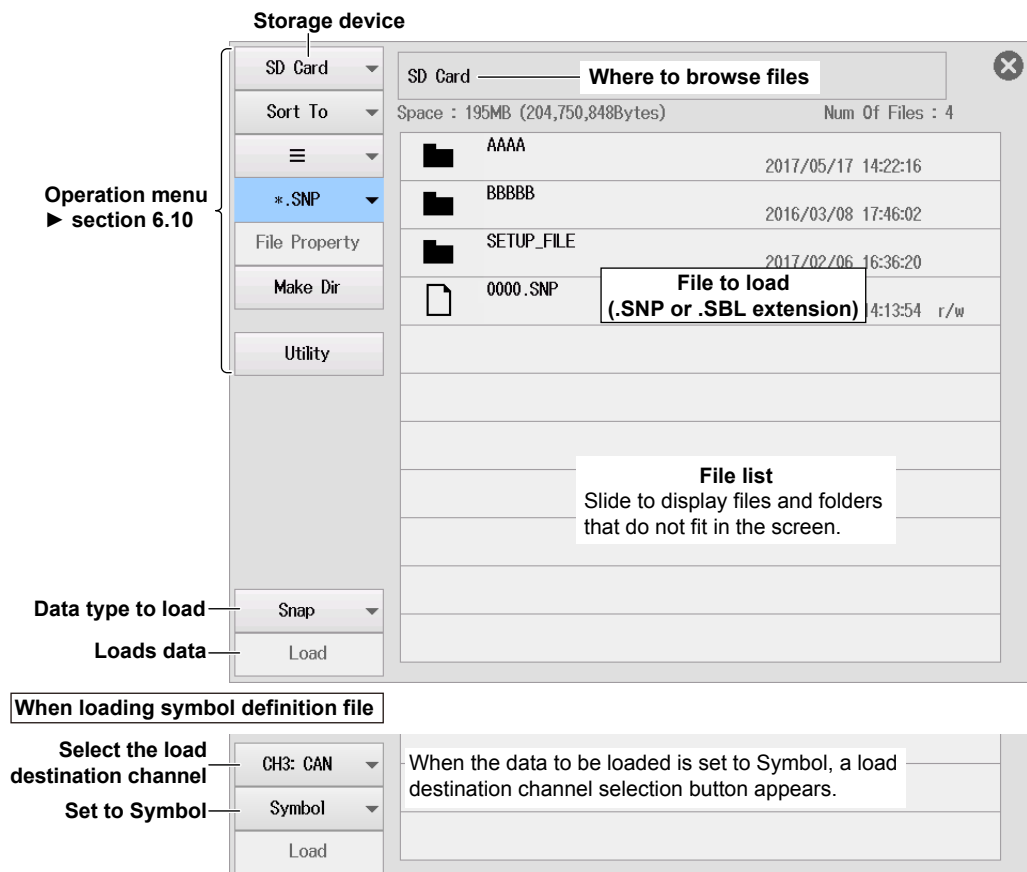 Storage device
SD Card
SD Card
Where to browse files
Sort To
Space : 195MB (204,750,848Bytes)
Num Of Files : 4
AAAA
2017/05/17 14:22:16
Operation menu
► section 6.10
*.SNP
BBBBB
2016/03/08 17:46:02
File Property
SETUP_FILE
2017/02/06 16:36:20
Make Dir
0000.SNP
File to load
(.SNP or .SBL extension)
14:13:54 r/w
Utility
File list
Slide to display files and folders
that do not fit in the screen.
Data type to load
Snap
Loads data
Load
When loading symbol definition file
Select the load
destination channel
CH3: CAN
When the data to be loaded is set to Symbol, a load
destination channel selection button appears.
Set to Symbol
Symbol
Load